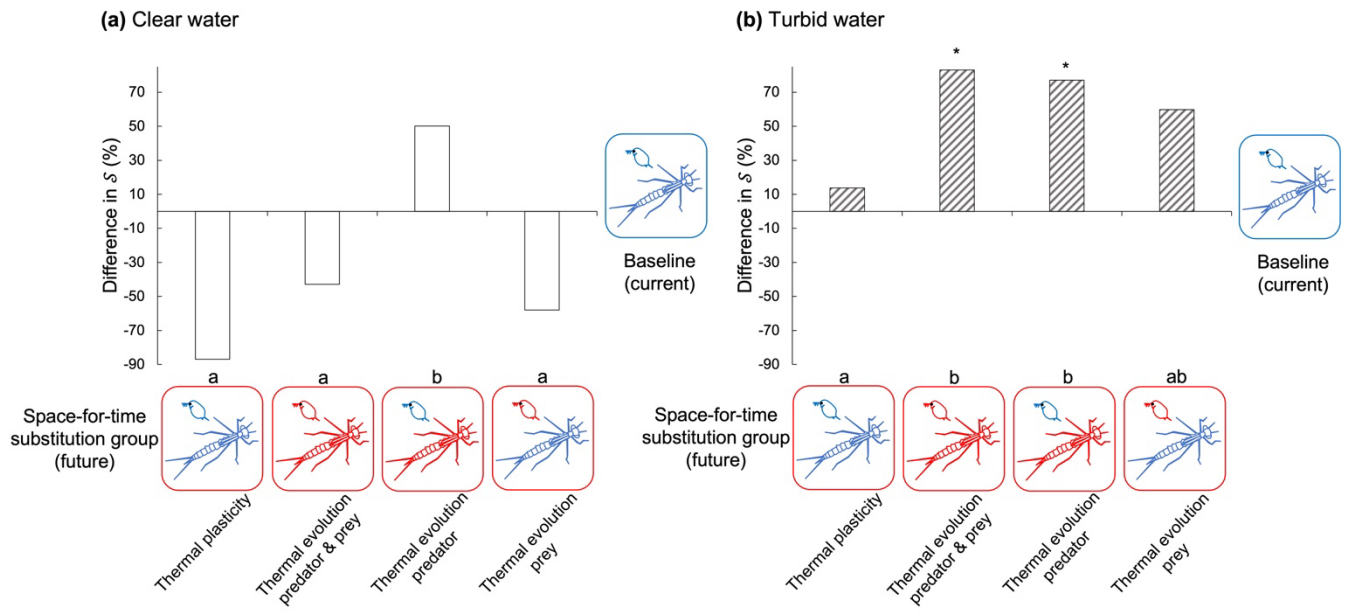 (a) Clear water
Difference in S (%)
70
50
30
10
-10
-30
-50
-70
-90
Baseline
(current)
a
a
b
a
Space-for-time
substitution group
(future)
Thermal plasticity
Thermal evolution
predator & prey
Thermal evolution
predator
Thermal evolution
prey
(b) Turbid water
Difference in S (%)
70
50
30
10
-10
-30
-50
-70
-90
*
*
Baseline
(current)
a
b
b
ab
Space-for-time
substitution group
(future)
Thermal plasticity
Thermal evolution
predator & prey
Thermal evolution
predator
Thermal evolution
prey